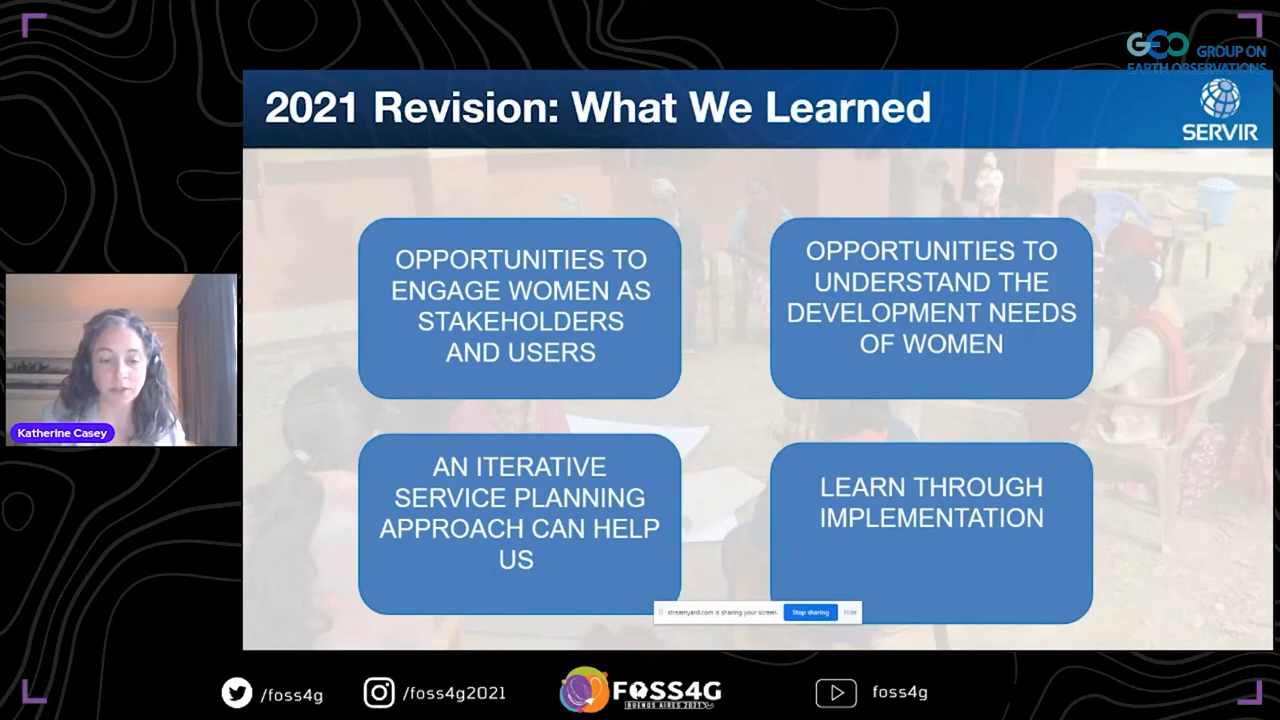 GEO GROUP ON
EARTH OBSERVATIONS
2021 Revision: What We Learned
SERVIR
OPPORTUNITIES TO
ENGAGE WOMEN AS
STAKEHOLDERS
AND USERS
OPPORTUNITIES TO
UNDERSTAND THE
DEVELOPMENT NEEDS
OF WOMEN
Katherine Casey
AN ITERATIVE
SERVICE PLANNING
APPROACH CAN HELP
US
LEARN THROUGH
IMPLEMENTATION
streamyard.com is sharing your screen. Stop sharing Hide
/foss4g
/foss4g2021
FOSS4G
BUENOS AIRES 2021
foss4g